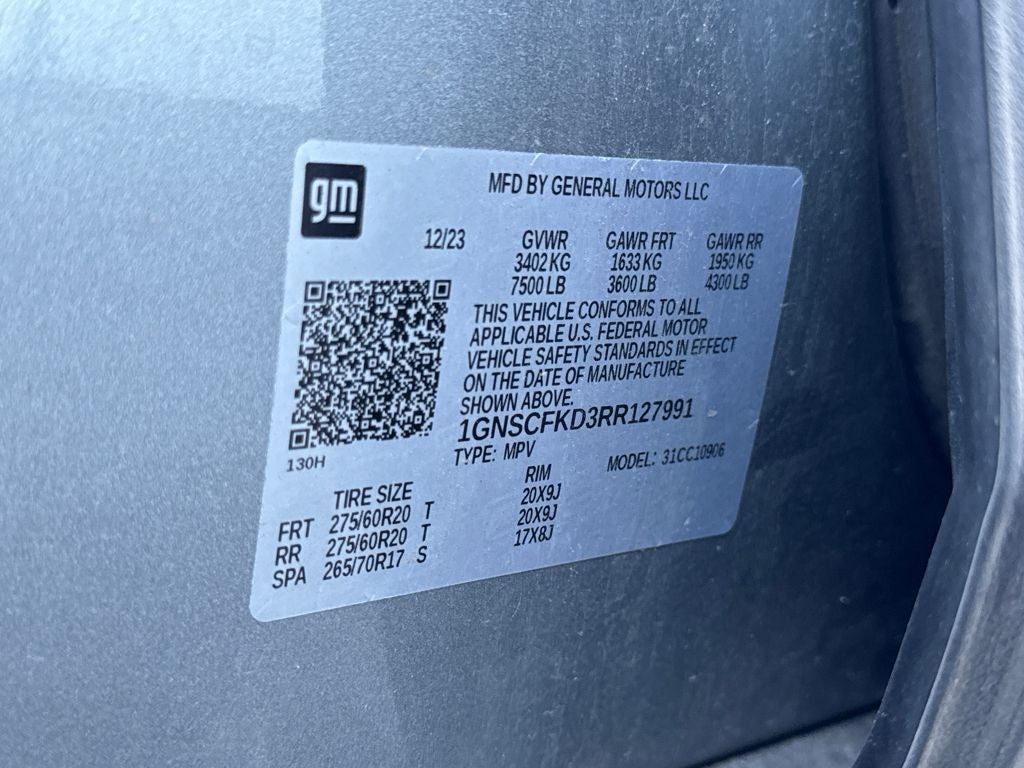 gm
MFD BY GENERAL MOTORS LLC
12/23 GVWR GAWR FRT GAWR RR
3402 KG 1633 KG 1950 KG
7500 LB 3600 LB 4300 LB
THIS VEHICLE CONFORMS TO ALL
APPLICABLE U.S. FEDERAL MOTOR
VEHICLE SAFETY STANDARDS IN EFFECT
ON THE DATE OF MANUFACTURE
SHOWN ABOVE.
1GNSCFKD3RR127991
130H
TYPE: MPV MODEL: 31CC10906
TIRE SIZE RIM
FRT 275/60R20 T 20X9J
RR 275/60R20 T 20X9J
SPA 265/70R17 S 17X8J